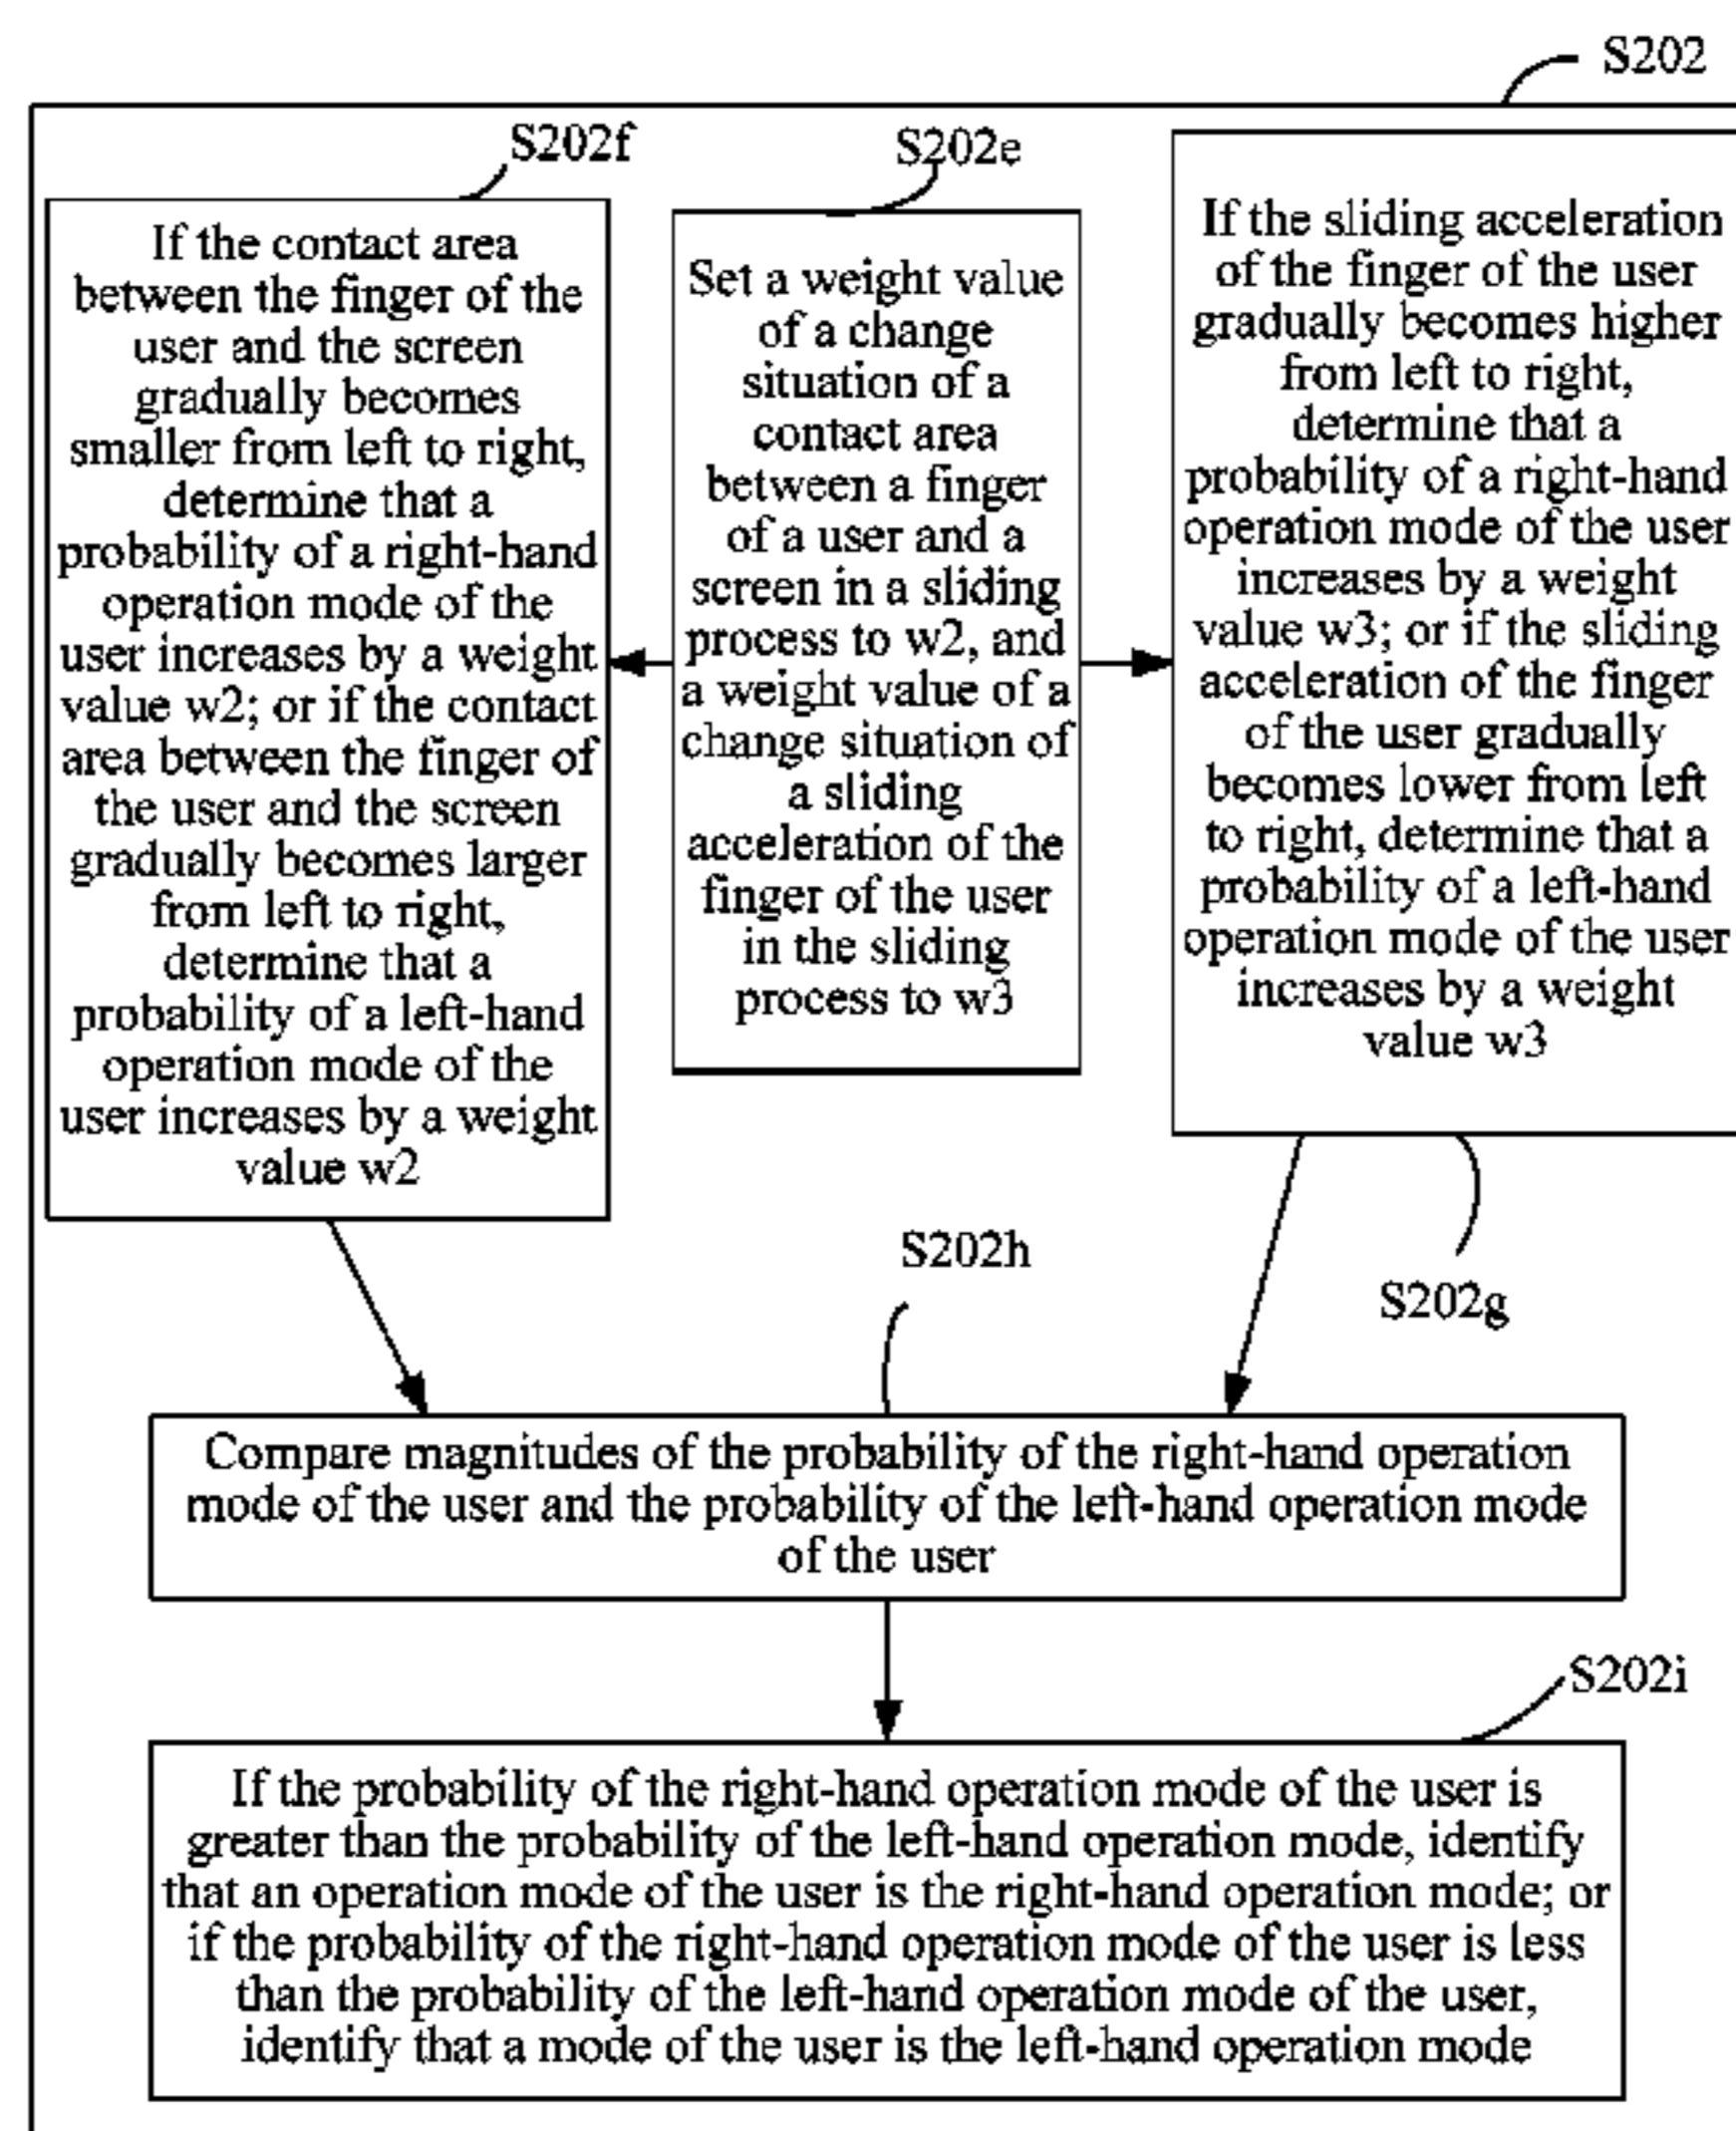 S202
S202f
If the contact area
between the finger of the
user and the screen
gradually becomes
smaller from left to right,
determine that a
probability of a right-hand
operation mode of the
user increases by a weight
value w2; or if the contact
area between the finger of
the user and the screen
gradually becomes larger
from left to right,
determine that a
probability of a left-hand
operation mode of the
user increases by a weight
value w2
S202e
Set a weight value
of a change
situation of a
contact area
between a finger
of a user and a
screen in a sliding
process to w2, and
a weight value of a
change situation of
a sliding
acceleration of the
finger of the user
in the sliding
process to w3
If the sliding acceleration
of the finger of the user
gradually becomes higher
from left to right,
determine that a
probability of a right-hand
operation mode of the user
increases by a weight
value w3; or if the sliding
acceleration of the finger
of the user gradually
becomes lower from left
to right, determine that a
probability of a left-hand
operation mode of the user
increases by a weight
value w3
S202g
S202h
Compare magnitudes of the probability of the right-hand operation
mode of the user and the probability of the left-hand operation mode
of the user
S202i
If the probability of the right-hand operation mode of the user is
greater than the probability of the left-hand operation mode, identify
that an operation mode of the user is the right-hand operation mode; or
if the probability of the right-hand operation mode of the user is less
than the probability of the left-hand operation mode of the user,
identify that a mode of the user is the left-hand operation mode